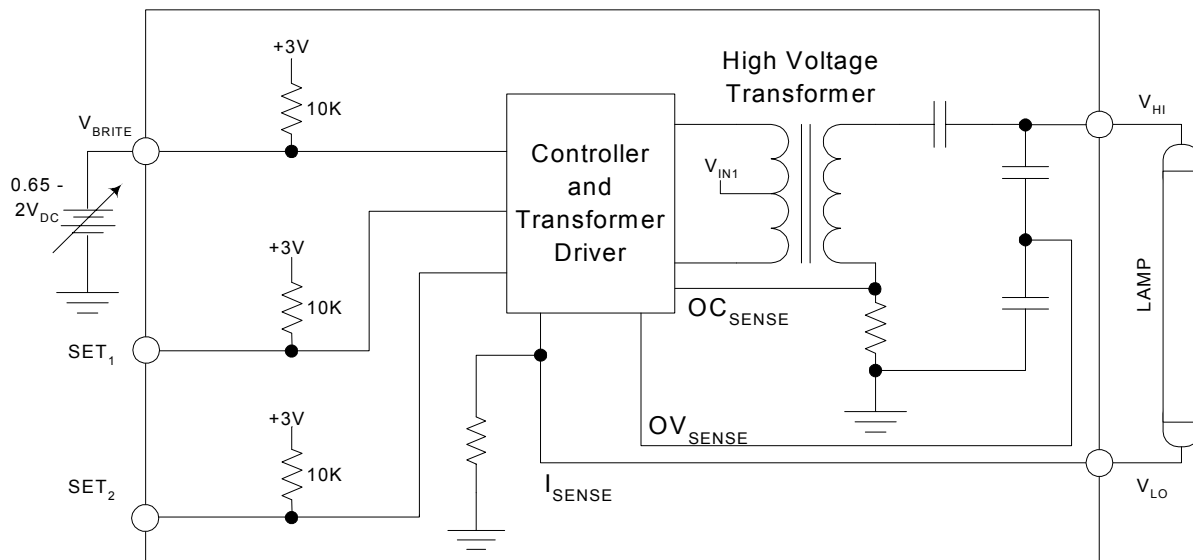 +3V
10K
V_BRITE
0.65 -
2V_DC
+3V
10K
SET_1
+3V
10K
SET_2
Controller
and
Transformer
Driver
High Voltage
Transformer
V_IN1
OC_SENSE
OV_SENSE
I_SENSE
V_HI
LAMP
V_LO